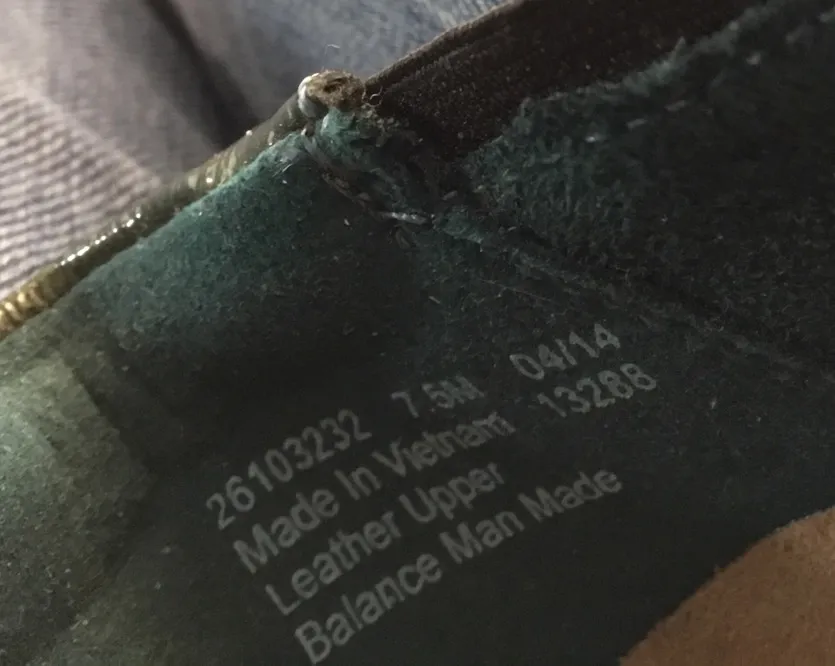 26103232 7.5M 04/14
Made In Vietnam 13288
Leather Upper
Balance Man Made